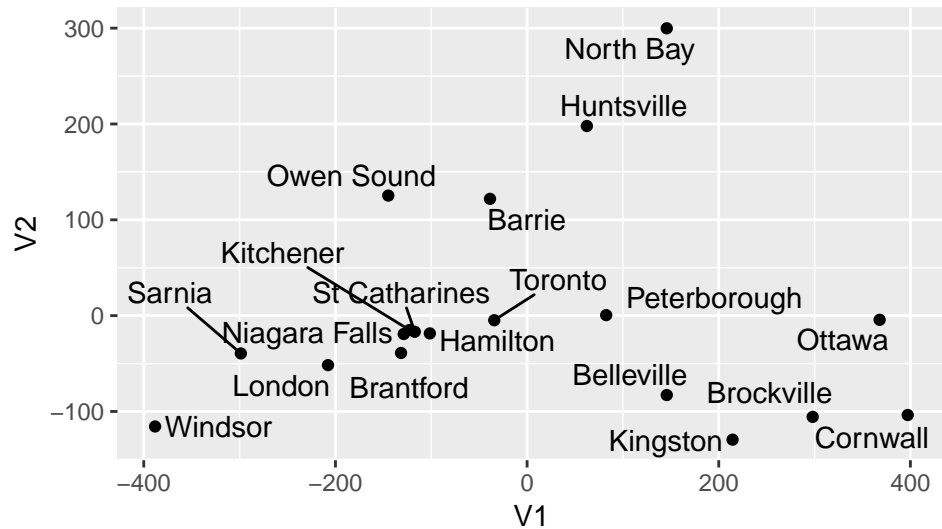 300
200
100
0
−100
V2
North Bay
Huntsville
Owen Sound
Barrie
Kitchener
Sarnia
St Catharines
Toronto
Peterborough
Niagara Falls
Hamilton
Ottawa
London
Brantford
Belleville
Brockville
Windsor
Kingston
Cornwall
−400
−200
0
200
400
V1